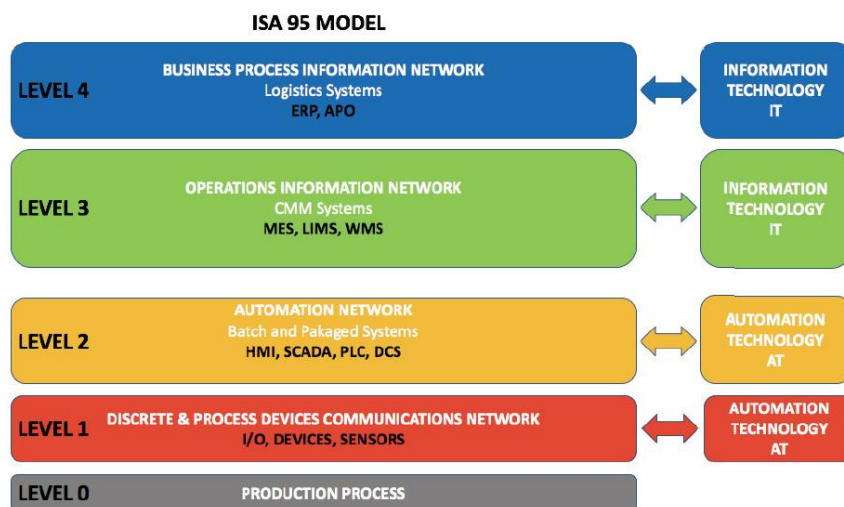 ISA 95 MODEL
LEVEL 4
BUSINESS PROCESS INFORMATION NETWORK
Logistics Systems
ERP, APO
INFORMATION
TECHNOLOGY
IT
LEVEL 3
OPERATIONS INFORMATION NETWORK
CMM Systems
MES, LIMS, WMS
INFORMATION
TECHNOLOGY
IT
LEVEL 2
AUTOMATION NETWORK
Batch and Pakaged Systems
HMI, SCADA, PLC, DCS
AUTOMATION
TECHNOLOGY
AT
LEVEL 1
DISCRETE & PROCESS DEVICES COMMUNICATIONS NETWORK
I/O, DEVICES, SENSORS
AUTOMATION
TECHNOLOGY
AT
LEVEL 0
PRODUCTION PROCESS